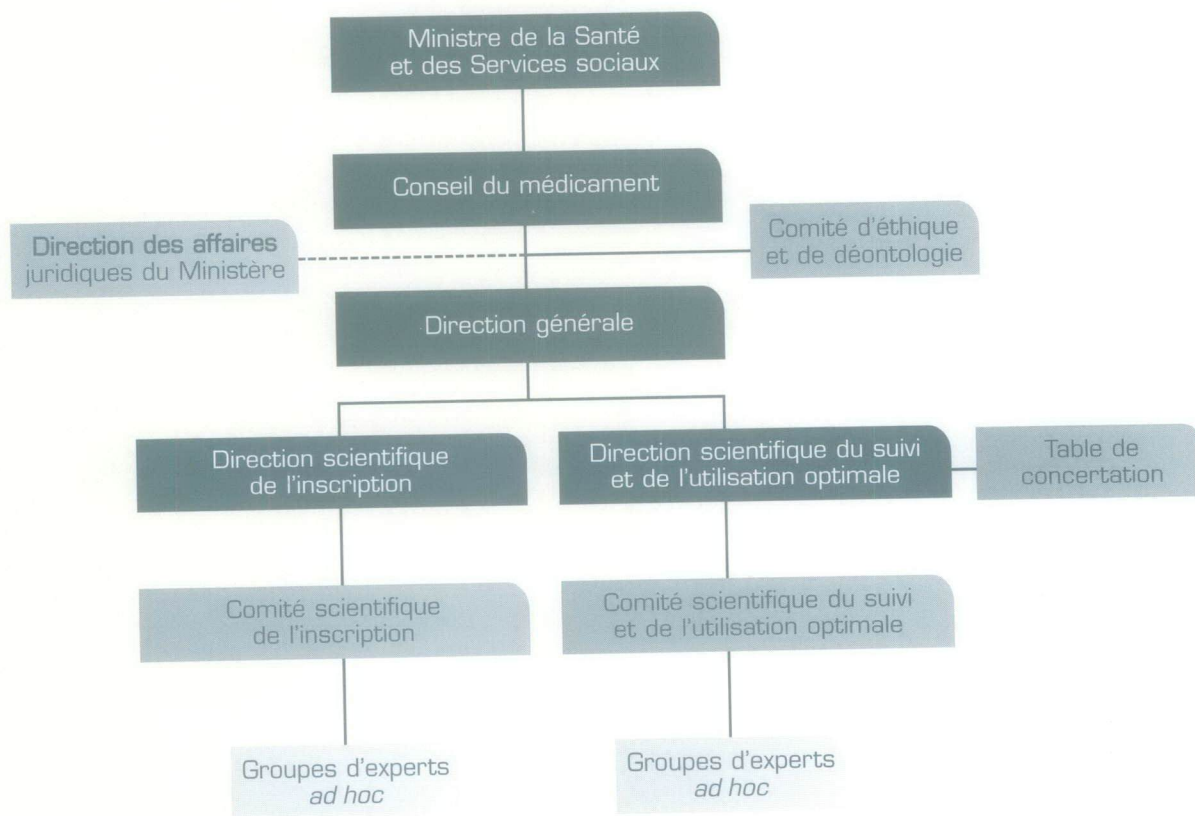 Ministre de la Santé
et des Services sociaux
Conseil du médicament
Direction des affaires
juridiques du Ministère
Comité d'éthique
et de déontologie
Direction générale
Direction scientifique
de l'inscription
Direction scientifique du suivi
et de l'utilisation optimale
Table de
concertation
Comité scientifique
de l'inscription
Comité scientifique du suivi
et de l'utilisation optimale
Groupes d'experts
ad hoc
Groupes d'experts
ad hoc